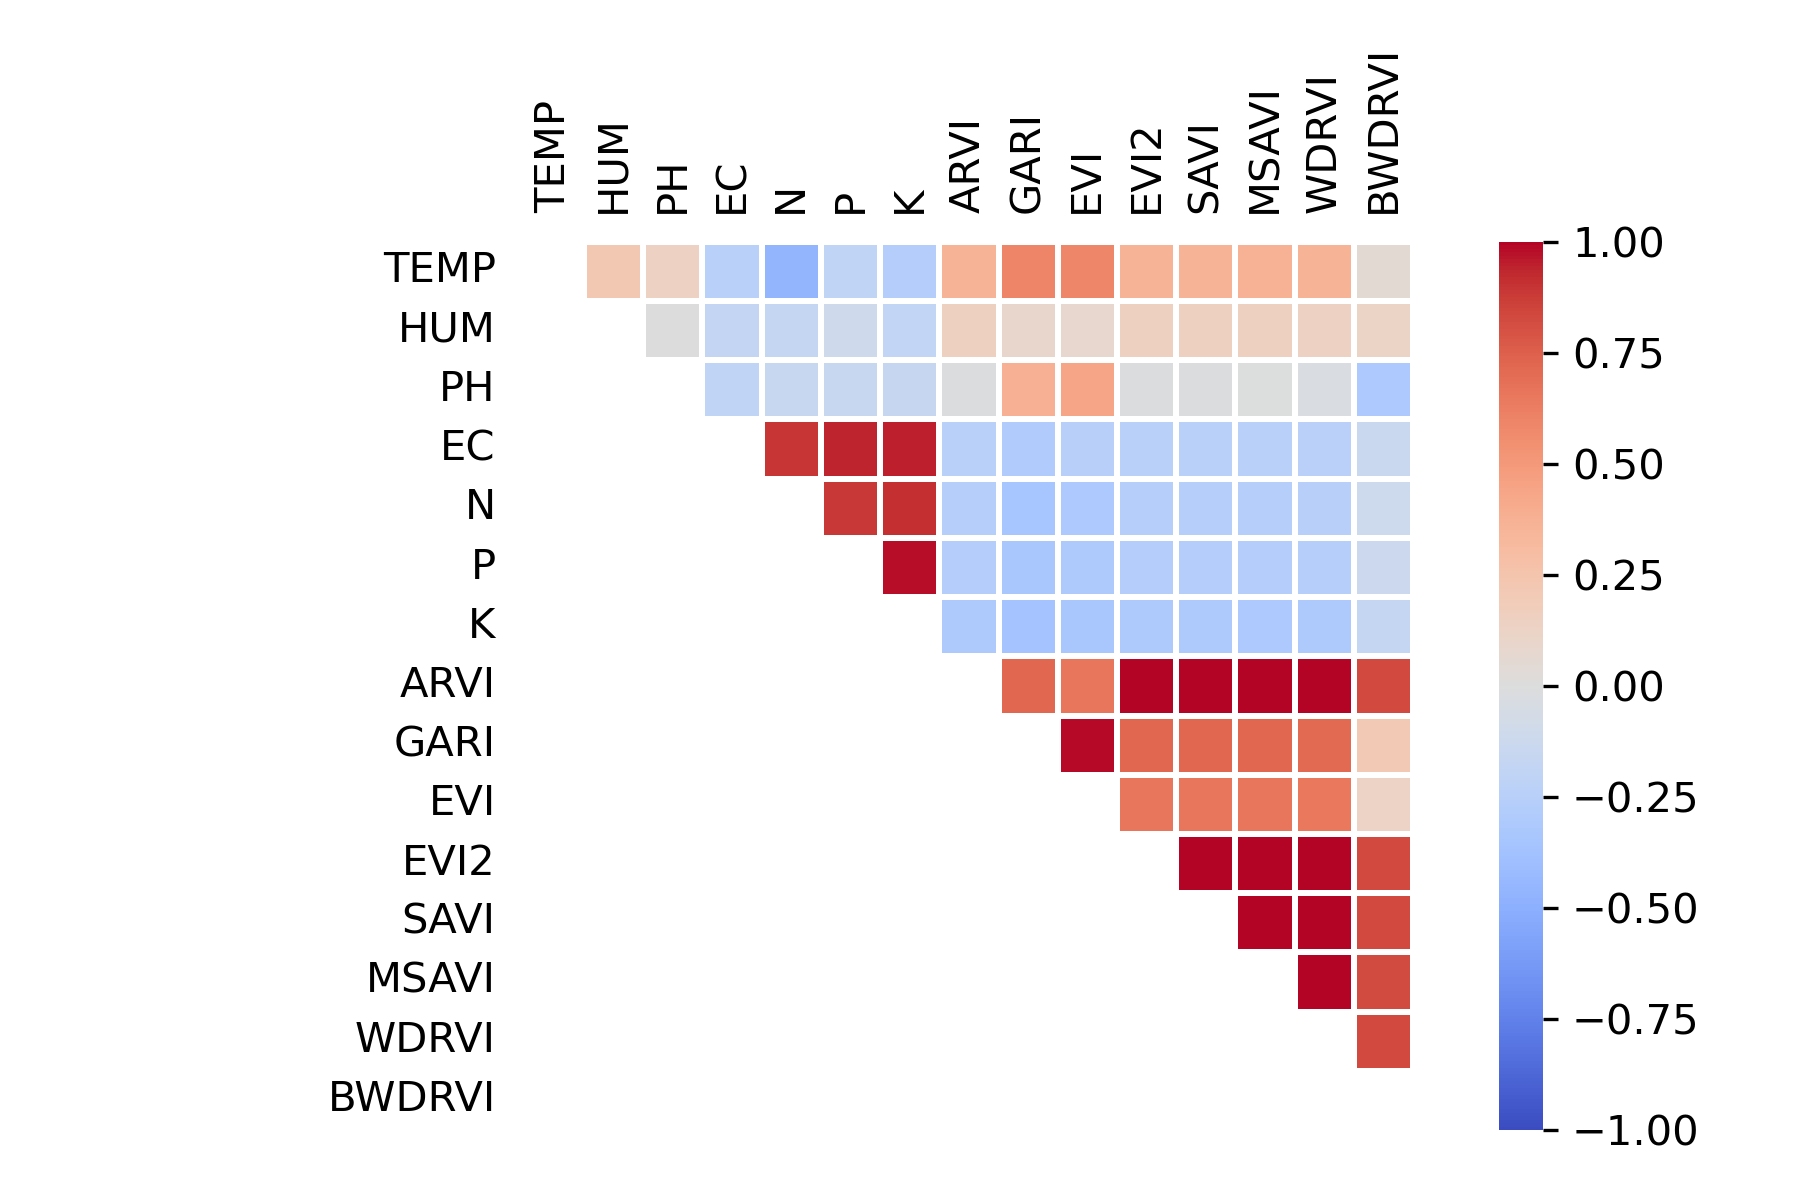 TEMP
HUM
PH
EC
N
P
K
ARVI
GARI
EVI
EVI2
SAVI
MSAVI
WDRVI
BWDRVI
TEMP
HUM
PH
EC
N
P
K
ARVI
GARI
EVI
EVI2
SAVI
MSAVI
WDRVI
BWDRVI
1.00
0.75
0.50
0.25
0.00
−0.25
−0.50
−0.75
−1.00